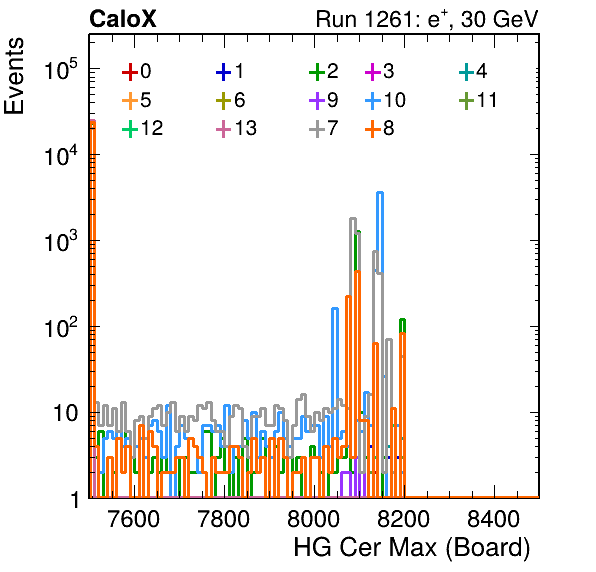 CaloX Run 1261: e⁺, 30 GeV
Events
0 1 2 3 4
5 6 9 10 11
12 13 7 8
10⁵
10⁴
10³
10²
10
1
7600 7800 8000 8200 8400
HG Cer Max (Board)